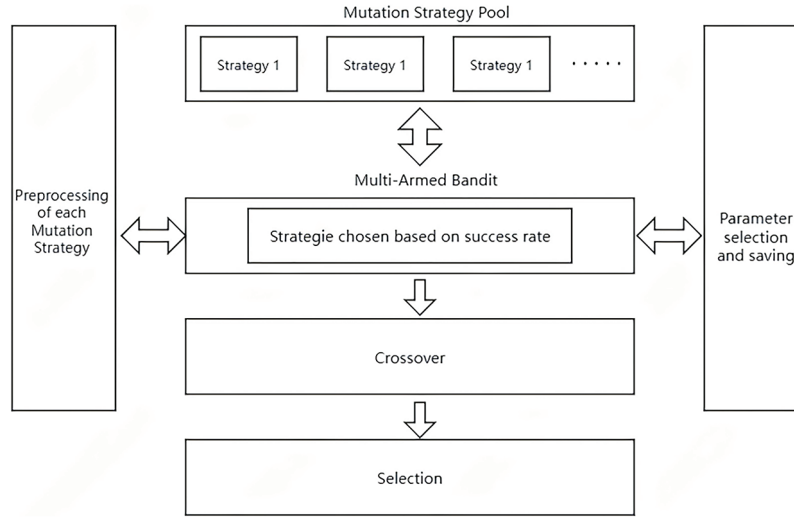 Mutation Strategy Pool
Strategy 1
Strategy 1
Strategy 1
.....
Multi-Armed Bandit
Preprocessing
of each
Mutation
Strategy
Strategie chosen based on success rate
Parameter
selection
and saving
Crossover
Selection